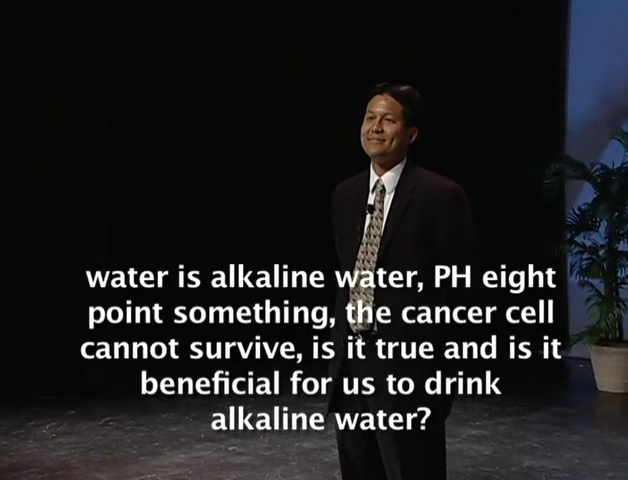 water is alkaline water, PH eight
point something, the cancer cell
cannot survive, is it true and is it
beneficial for us to drink
alkaline water?